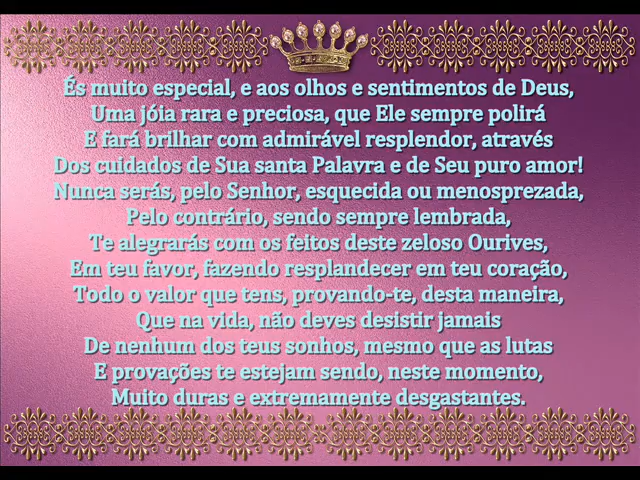 És muito especial, e aos olhos e sentimentos de Deus,
Uma jóia rara e preciosa, que Ele sempre polirá
E fará brilhar com admirável resplendor, através
Dos cuidados de Sua santa Palavra e de Seu puro amor!
Nunca serás, pelo Senhor, esquecida ou menosprezada,
Pelo contrário, sendo sempre lembrada,
Te alegrarás com os feitos deste zeloso Ourives,
Em teu favor, fazendo resplandecer em teu coração,
Todo o valor que tens, provando-te, desta maneira,
Que na vida, não deves desistir jamais
De nenhum dos teus sonhos, mesmo que as lutas
E provações te estejam sendo, neste momento,
Muito duras e extremamente desgastantes.